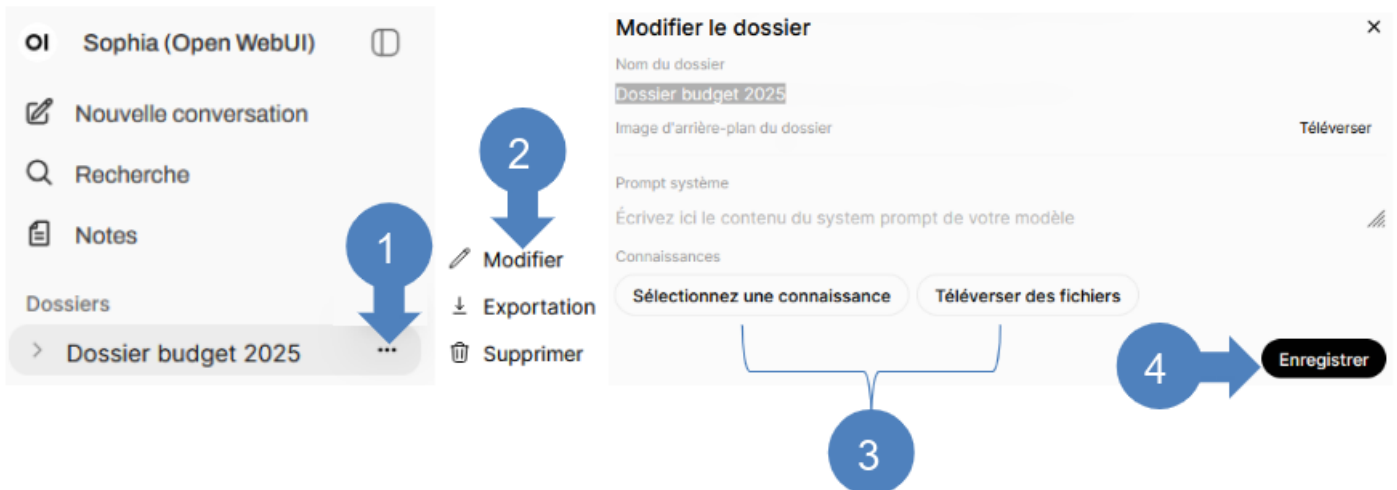 OI Sophia (Open WebUI)
Nouvelle conversation
Recherche
Notes
Dossiers
Dossier budget 2025 ...
1
2
Modifier
Exportation
Supprimer
Modifier le dossier ×
Nom du dossier
Dossier budget 2025
Image d'arrière-plan du dossier Téléverser
Prompt système
Écrivez ici le contenu du system prompt de votre modèle
Connaissances
Sélectionnez une connaissance Téléverser des fichiers
3
4
Enregistrer